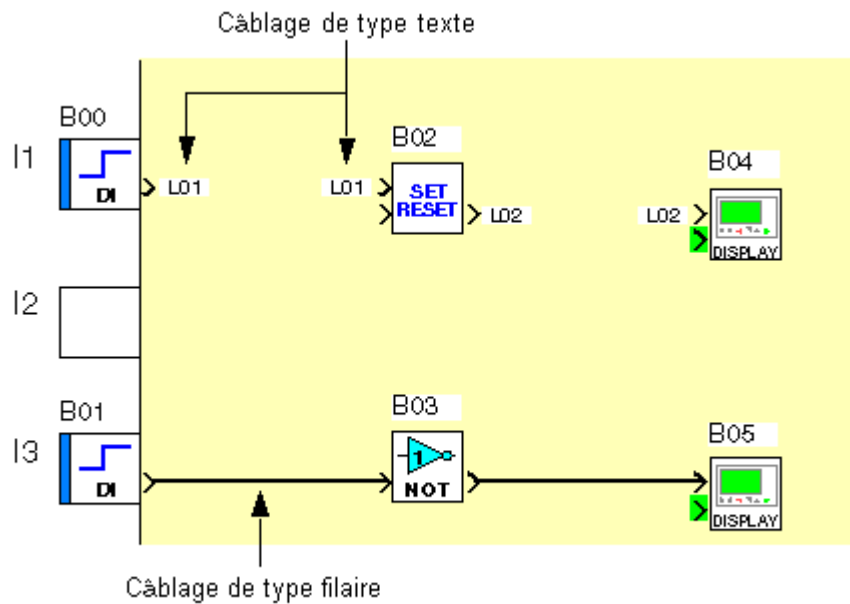 Câblage de type texte
B00
I1
DI
L01
L01
B02
SET
RESET
L02
B04
L02
DISPLAY
I2
B01
I3
DI
B03
1
NOT
B05
DISPLAY
Câblage de type filaire